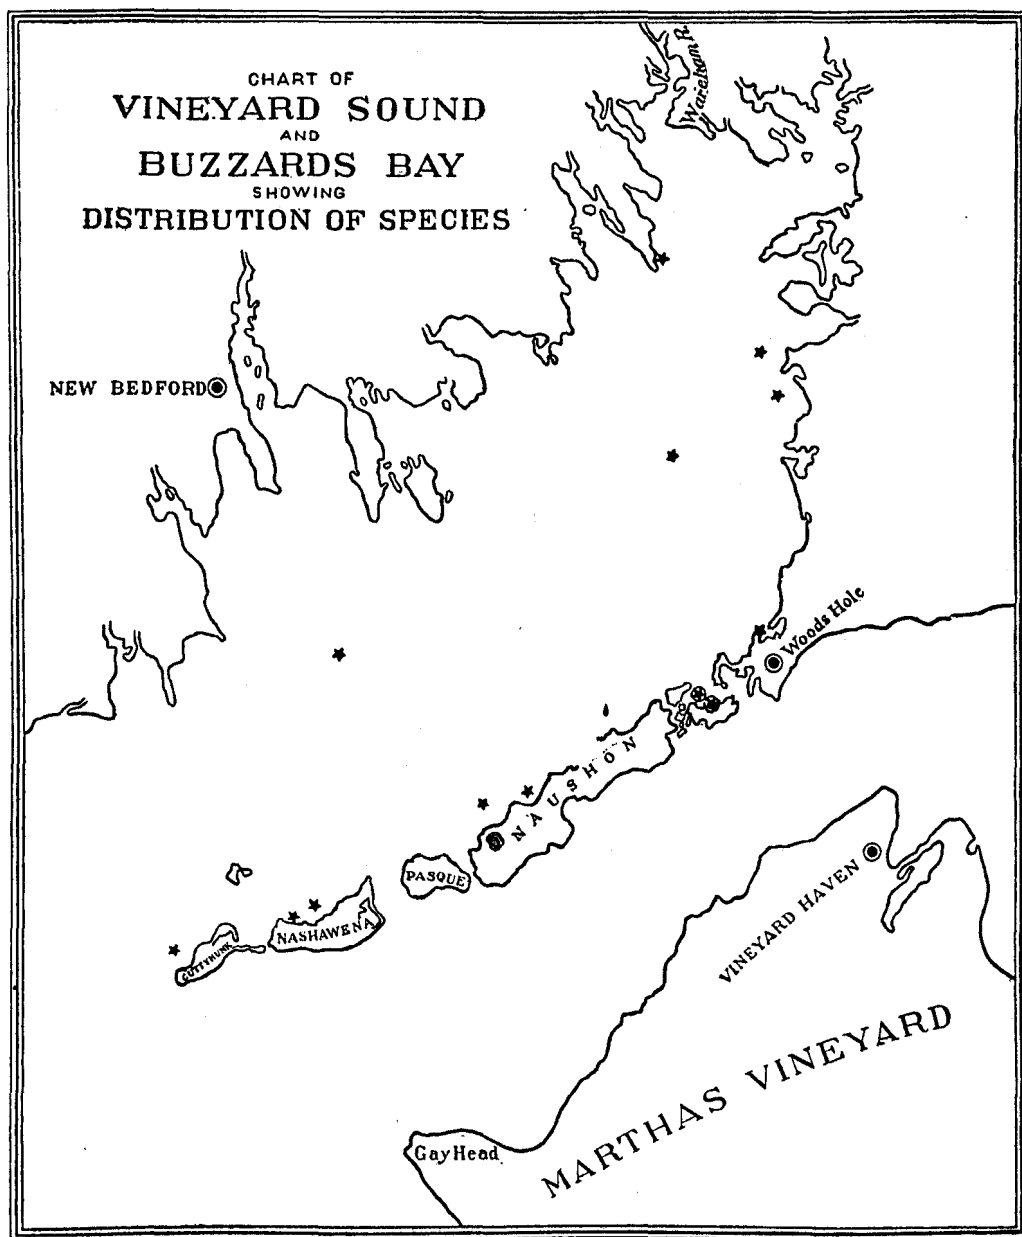 CHART OF
VINEYARD SOUND
AND
BUZZARDS BAY
SHOWING
DISTRIBUTION OF SPECIES
Wareham R.
NEW BEDFORD
Woods Hole
NAUSHON
PASQUE
NASHAWENA
CUTTYHUNK
VINEYARD HAVEN
MARTHAS VINEYARD
Gay Head